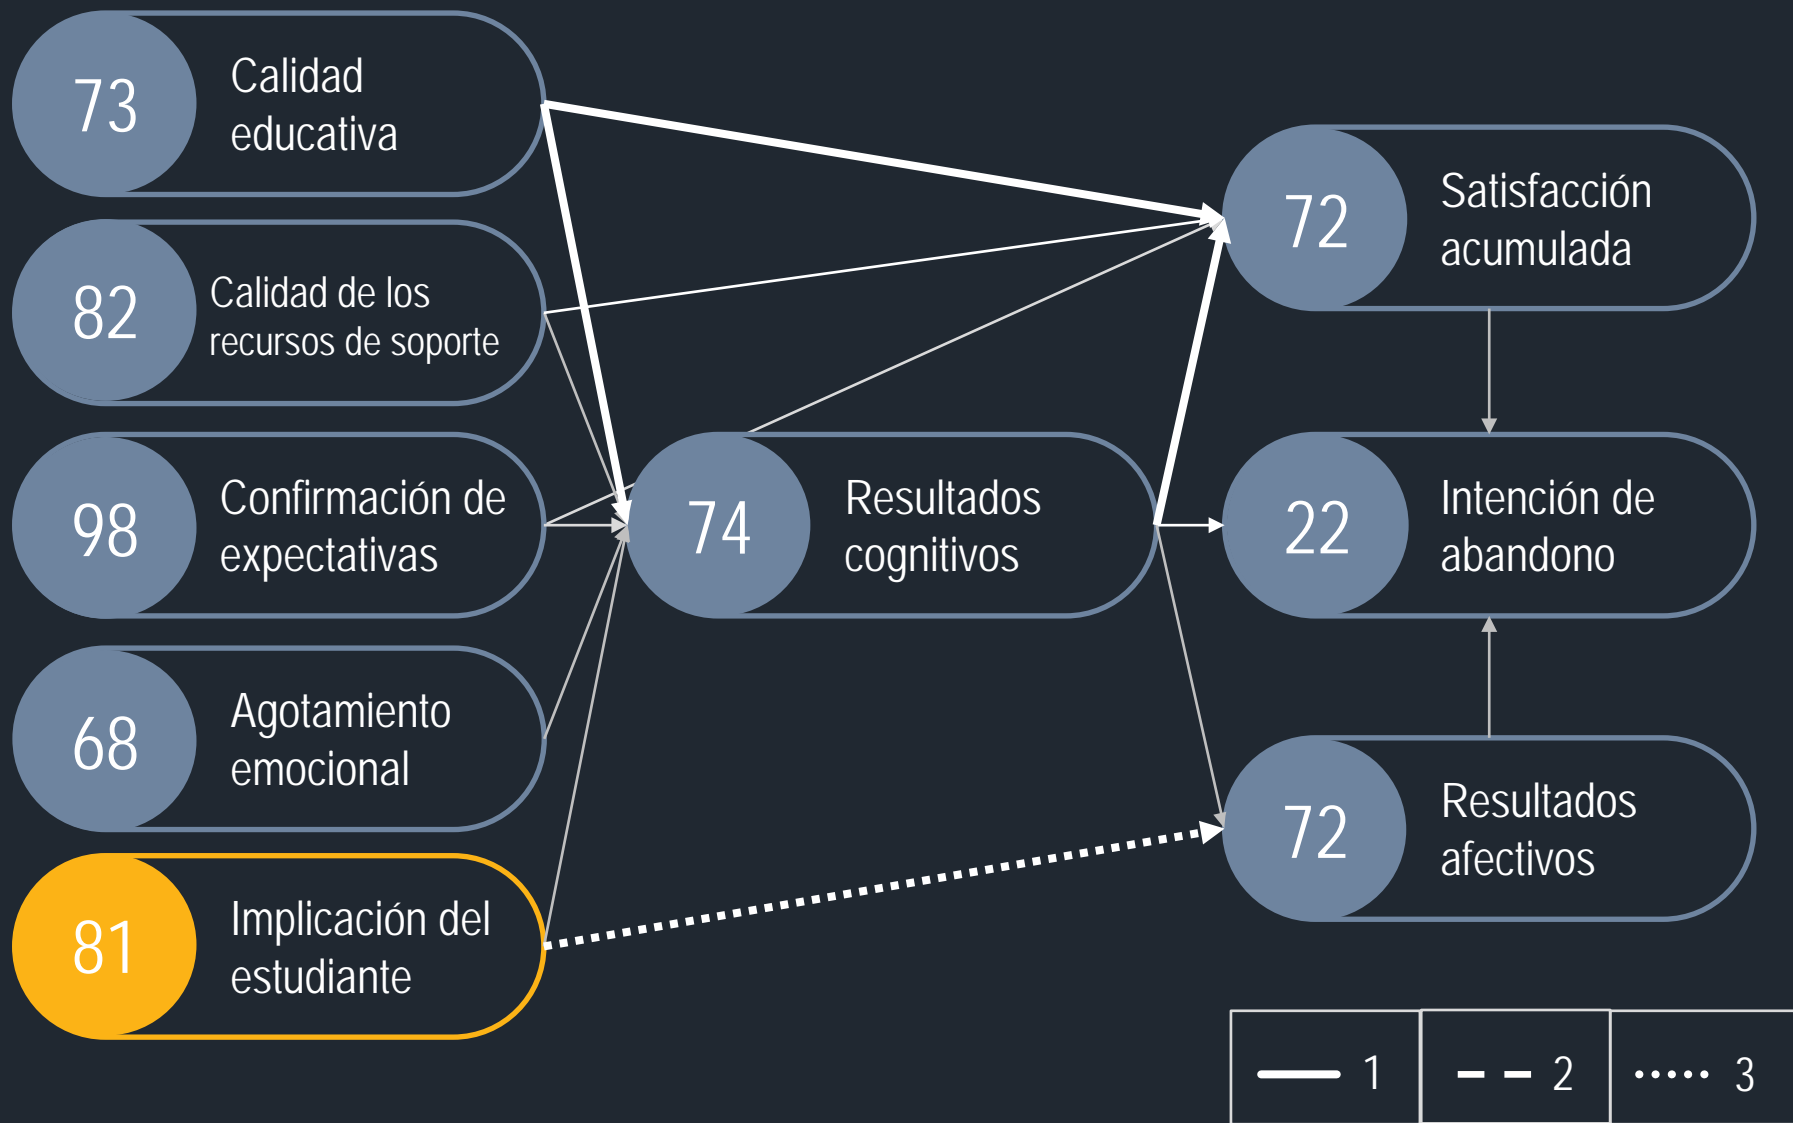 73
Calidad
educativa
82
Calidad de los
recursos de soporte
98
Confirmación de
expectativas
68
Agotamiento
emocional
81
Implicación del
estudiante
74
Resultados
cognitivos
72
Satisfacción
acumulada
22
Intención de
abandono
72
Resultados
afectivos
1
2
3